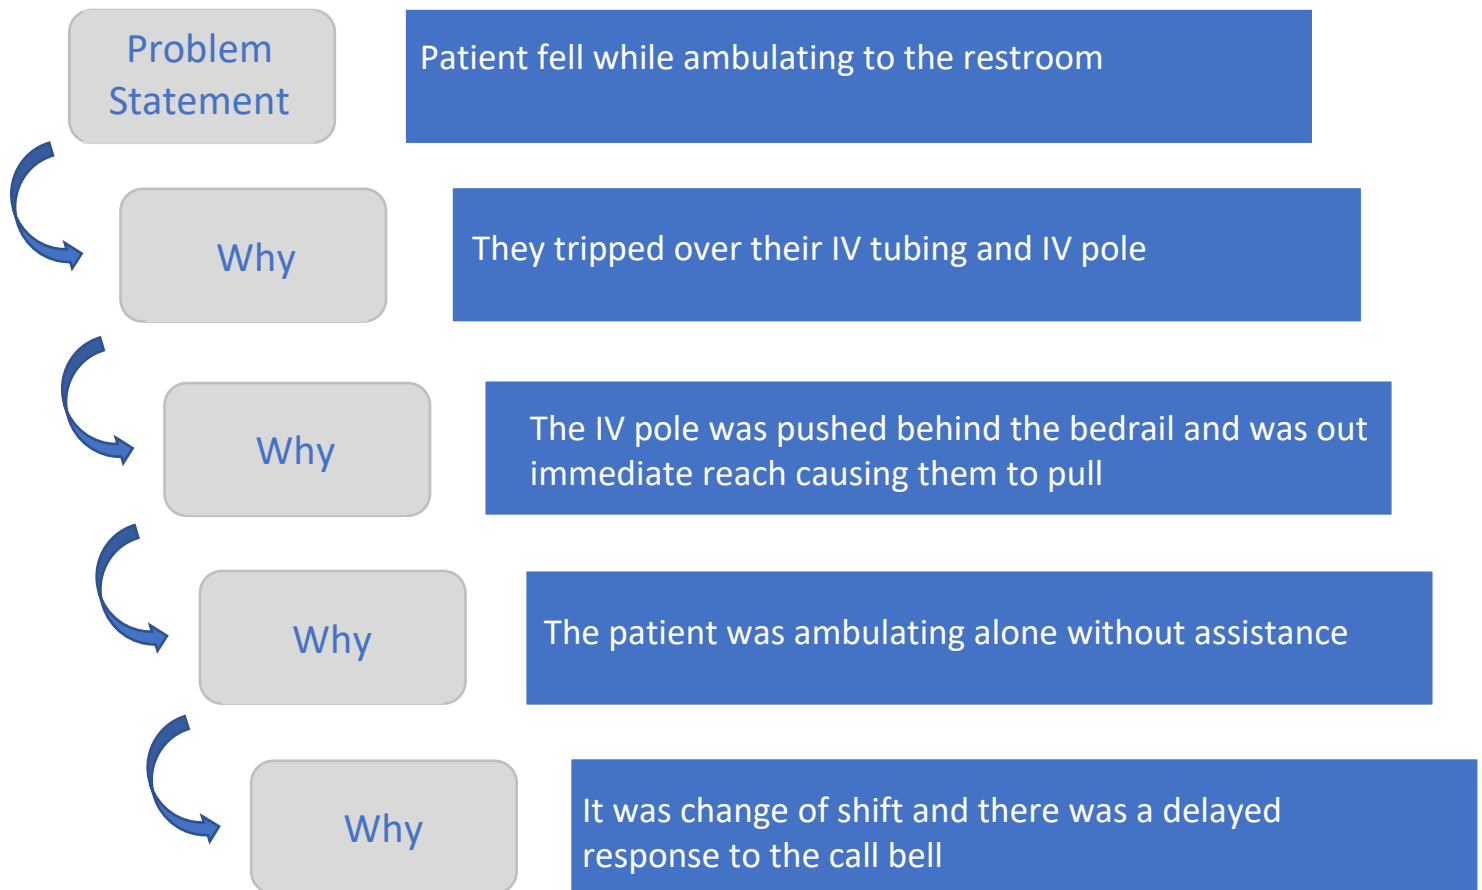 Problem
Statement
Patient fell while ambulating to the restroom
Why
They tripped over their IV tubing and IV pole
Why
The IV pole was pushed behind the bedrail and was out
immediate reach causing them to pull
Why
The patient was ambulating alone without assistance
Why
It was change of shift and there was a delayed
response to the call bell